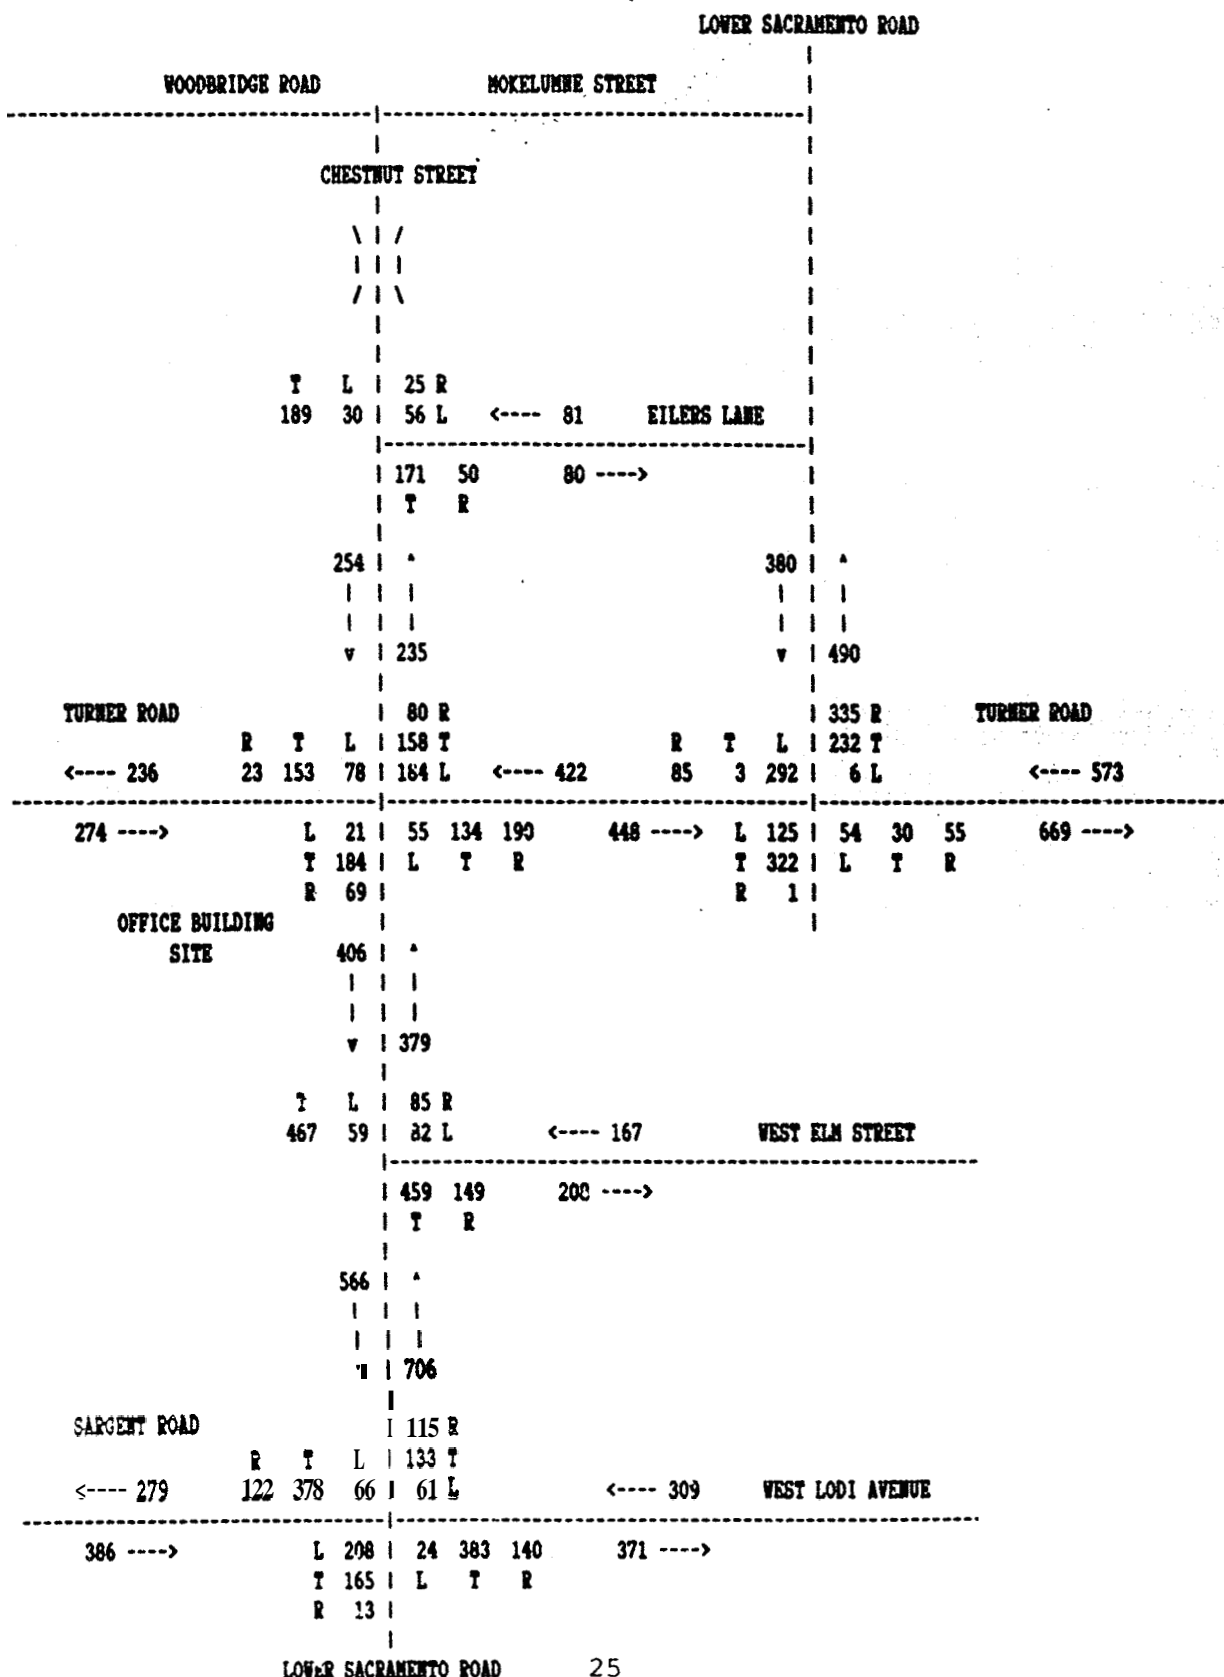 LOWER SACRAMENTO ROAD
WOODBRIDGE ROAD MOKELUMNE STREET
CHESTNUT STREET
T L 25 R
189 30 56 L <---- 81 EILERS LANE
171 50 80 ---->
T R
254 380
235 490
TURNER ROAD 80 R 335 R TURNER ROAD
R T L 158 T R T L 232 T
<---- 236 23 153 78 184 L <---- 422 85 3 292 6 L <---- 573
274 ----> L 21 55 134 190 448 ----> L 125 54 30 55 669 ---->
T 184 L T R T 322 L T R
R 69 R 1
OFFICE BUILDING
SITE 406
379
T L 85 R
467 59 82 L <---- 167 WEST ELM STREET
459 149 208 ---->
T R
566
706
SARGENT ROAD 115 R
R T L 133 T
<---- 279 122 378 66 61 L <---- 309 WEST LODI AVENUE
386 ----> L 208 24 383 140 371 ---->
T 165 L T R
R 13
LOWER SACRAMENTO ROAD 25